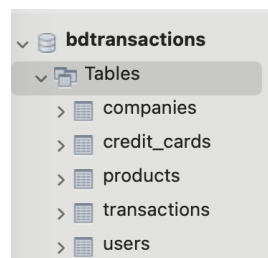 bdtransactions
Tables
companies
credit_cards
products
transactions
users